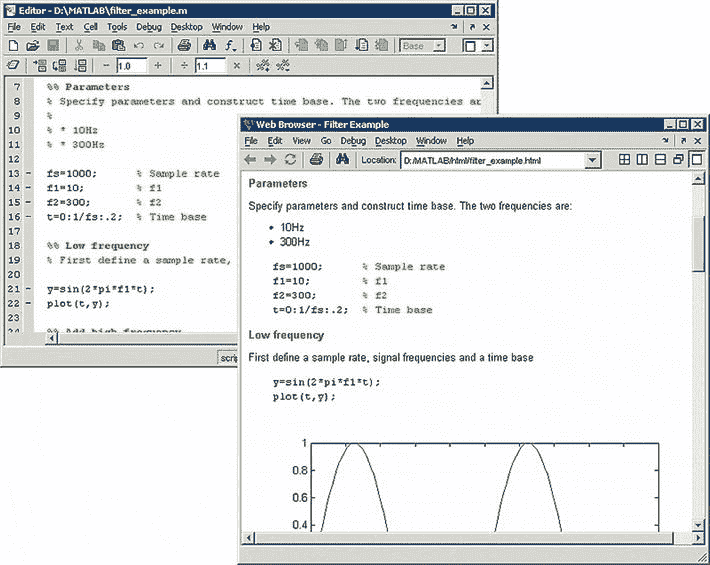 Editor - D:\MATLAB\filter_example.m
File Edit Text Cell Tools Debug Desktop Window Help
Base
1.0
1.1
7 %% Parameters
8 % Specify parameters and construct time base. The two frequencies
9 %
10 % * 10Hz
11 % * 300Hz
12
13 - fs=1000; % Sample rate
14 - f1=10; % f1
15 - f2=300; % f2
16 - t=0:1/fs:.2; % Time base
17
18 %% Low frequency
19 % First define a sample rate,
20
21 - y=sin(2*pi*f1*t);
22 - plot(t,y);
23
24 %% Add high frequency
Web Browser - Filter Example
File Edit View Go Debug Desktop Window Help
Location: D:/MATLAB/html/filter_example.html
Parameters
Specify parameters and construct time base. The two frequencies are:
• 10Hz
• 300Hz
fs=1000; % Sample rate
f1=10; % f1
f2=300; % f2
t=0:1/fs:.2; % Time base
Low frequency
First define a sample rate, signal frequencies and a time base
y=sin(2*pi*f1*t);
plot(t,y);
1
0.8
0.6
0.4